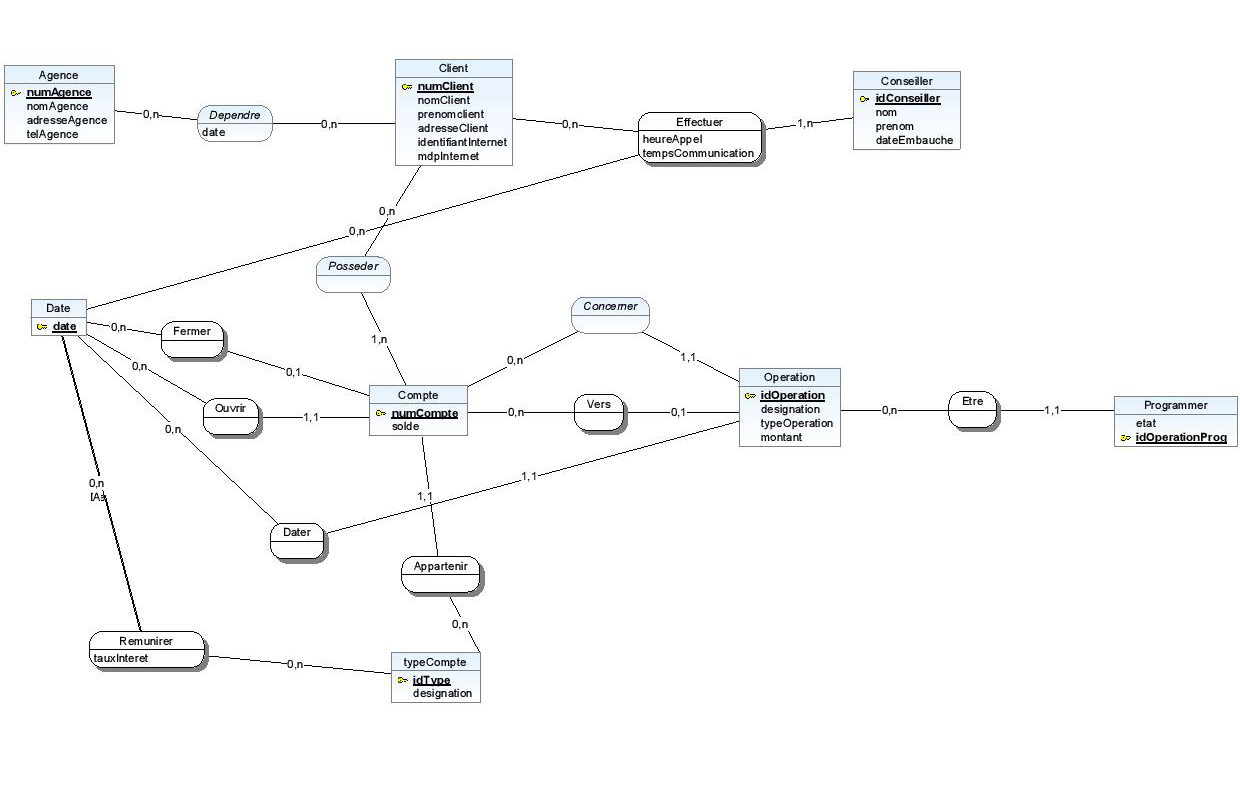 Agence
numAgence
nomAgence
adresseAgence
telAgence
0,n
Dependre
date
0,n
Client
numClient
nomClient
prenomclient
adresseClient
identifiantInternet
mdpInternet
0,n
Effectuer
heureAppel
tempsCommunication
1,n
Conseiller
idConseiller
nom
prenom
dateEmbauche
0,n
0,n
Posseder
1,n
Date
date
0,n
Fermer
0,1
0,n
Ouvrir
1,1
0,n
Compte
numCompte
solde
0,n
Concerner
1,1
0,n
Vers
0,1
Operation
idOperation
designation
typeOperation
montant
0,n
Etre
1,1
Programmer
etat
idOperationProg
0,n
[As
Dater
1,1
1,1
Appartenir
0,n
Remunirer
tauxInteret
0,n
typeCompte
idType
designation